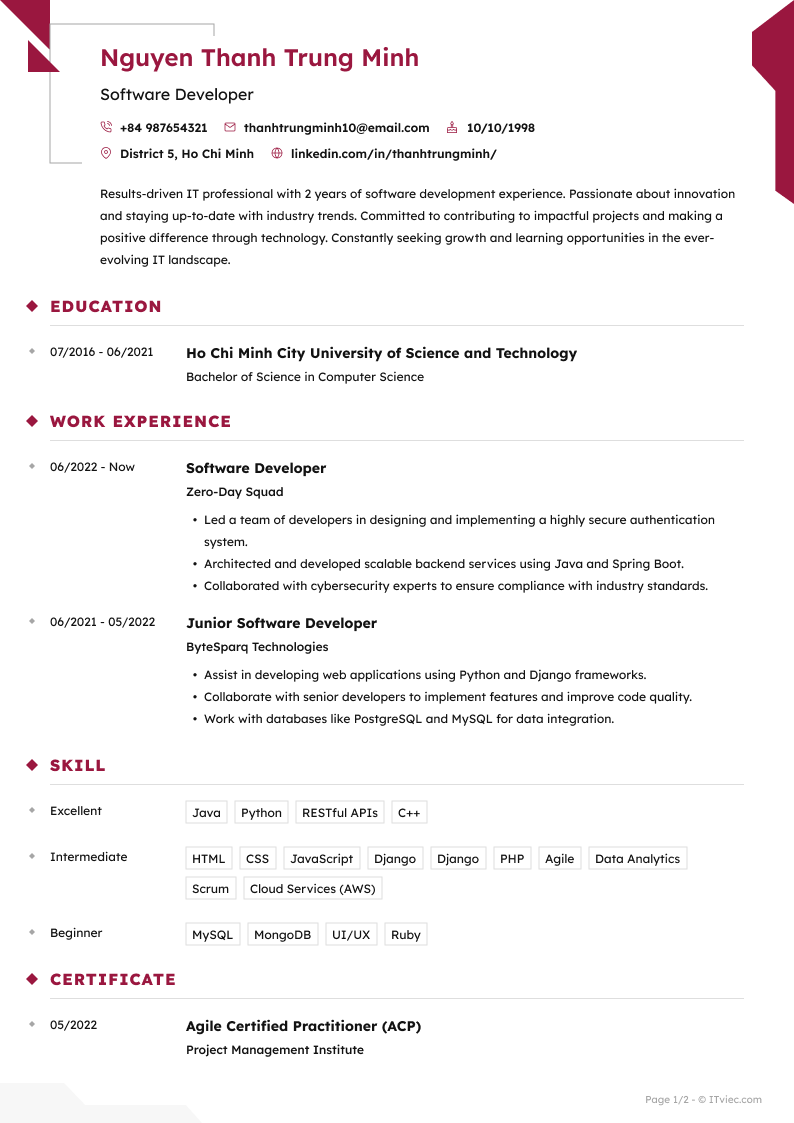 Nguyen Thanh Trung Minh
Software Developer
+84 987654321 thanhtrungminh10@email.com 10/10/1998
District 5, Ho Chi Minh linkedin.com/in/thanhtrungminh/
Results-driven IT professional with 2 years of software development experience. Passionate about innovation
and staying up-to-date with industry trends. Committed to contributing to impactful projects and making a
positive difference through technology. Constantly seeking growth and learning opportunities in the ever-
evolving IT landscape.
EDUCATION
07/2016 - 06/2021 Ho Chi Minh City University of Science and Technology
Bachelor of Science in Computer Science
WORK EXPERIENCE
06/2022 - Now Software Developer
Zero-Day Squad
• Led a team of developers in designing and implementing a highly secure authentication
system.
• Architected and developed scalable backend services using Java and Spring Boot.
• Collaborated with cybersecurity experts to ensure compliance with industry standards.
06/2021 - 05/2022 Junior Software Developer
ByteSparq Technologies
• Assist in developing web applications using Python and Django frameworks.
• Collaborate with senior developers to implement features and improve code quality.
• Work with databases like PostgreSQL and MySQL for data integration.
SKILL
Excellent Java Python RESTful APIs C++
Intermediate HTML CSS JavaScript Django Django PHP Agile Data Analytics
Scrum Cloud Services (AWS)
Beginner MySQL MongoDB UI/UX Ruby
CERTIFICATE
05/2022 Agile Certified Practitioner (ACP)
Project Management Institute
Page 1/2 - © ITviec.com